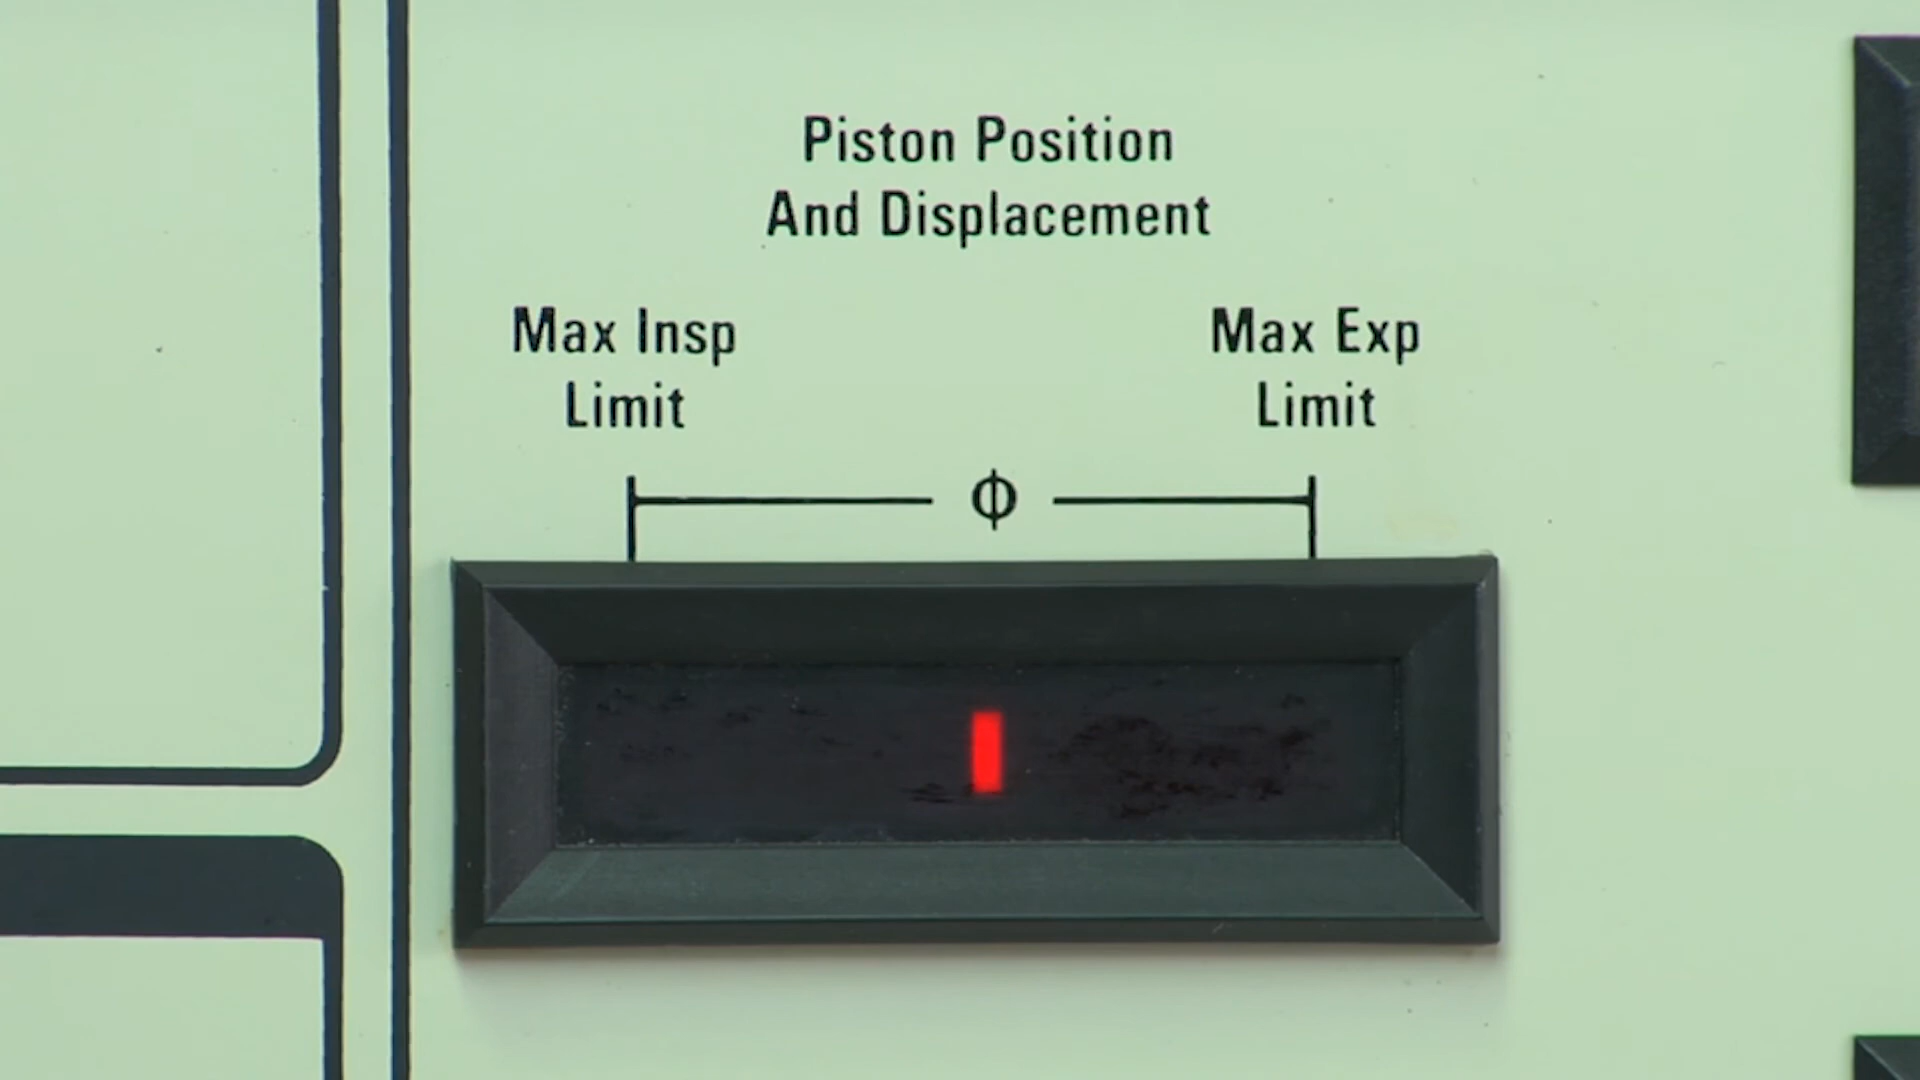 Piston Position
And Displacement
Max Insp
Limit
Max Exp
Limit
Φ